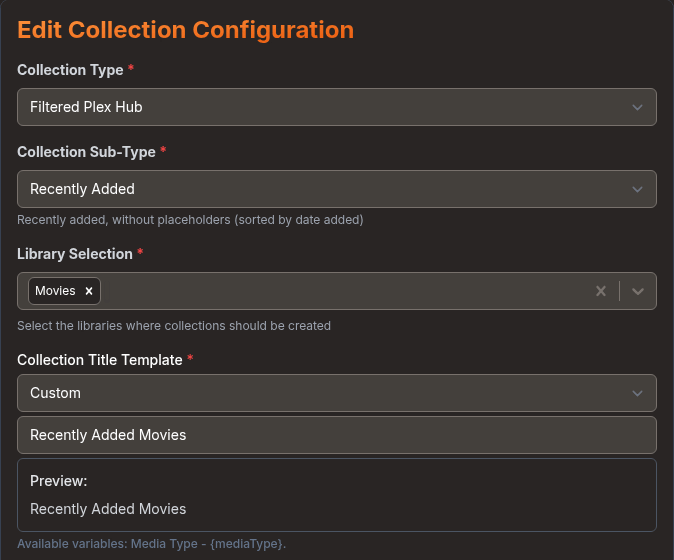 Edit Collection Configuration
Collection Type *
Filtered Plex Hub
Collection Sub-Type *
Recently Added
Recently added, without placeholders (sorted by date added)
Library Selection *
Movies
Select the libraries where collections should be created
Collection Title Template *
Custom
Recently Added Movies
Preview:
Recently Added Movies
Available variables: Media Type - {mediaType}.